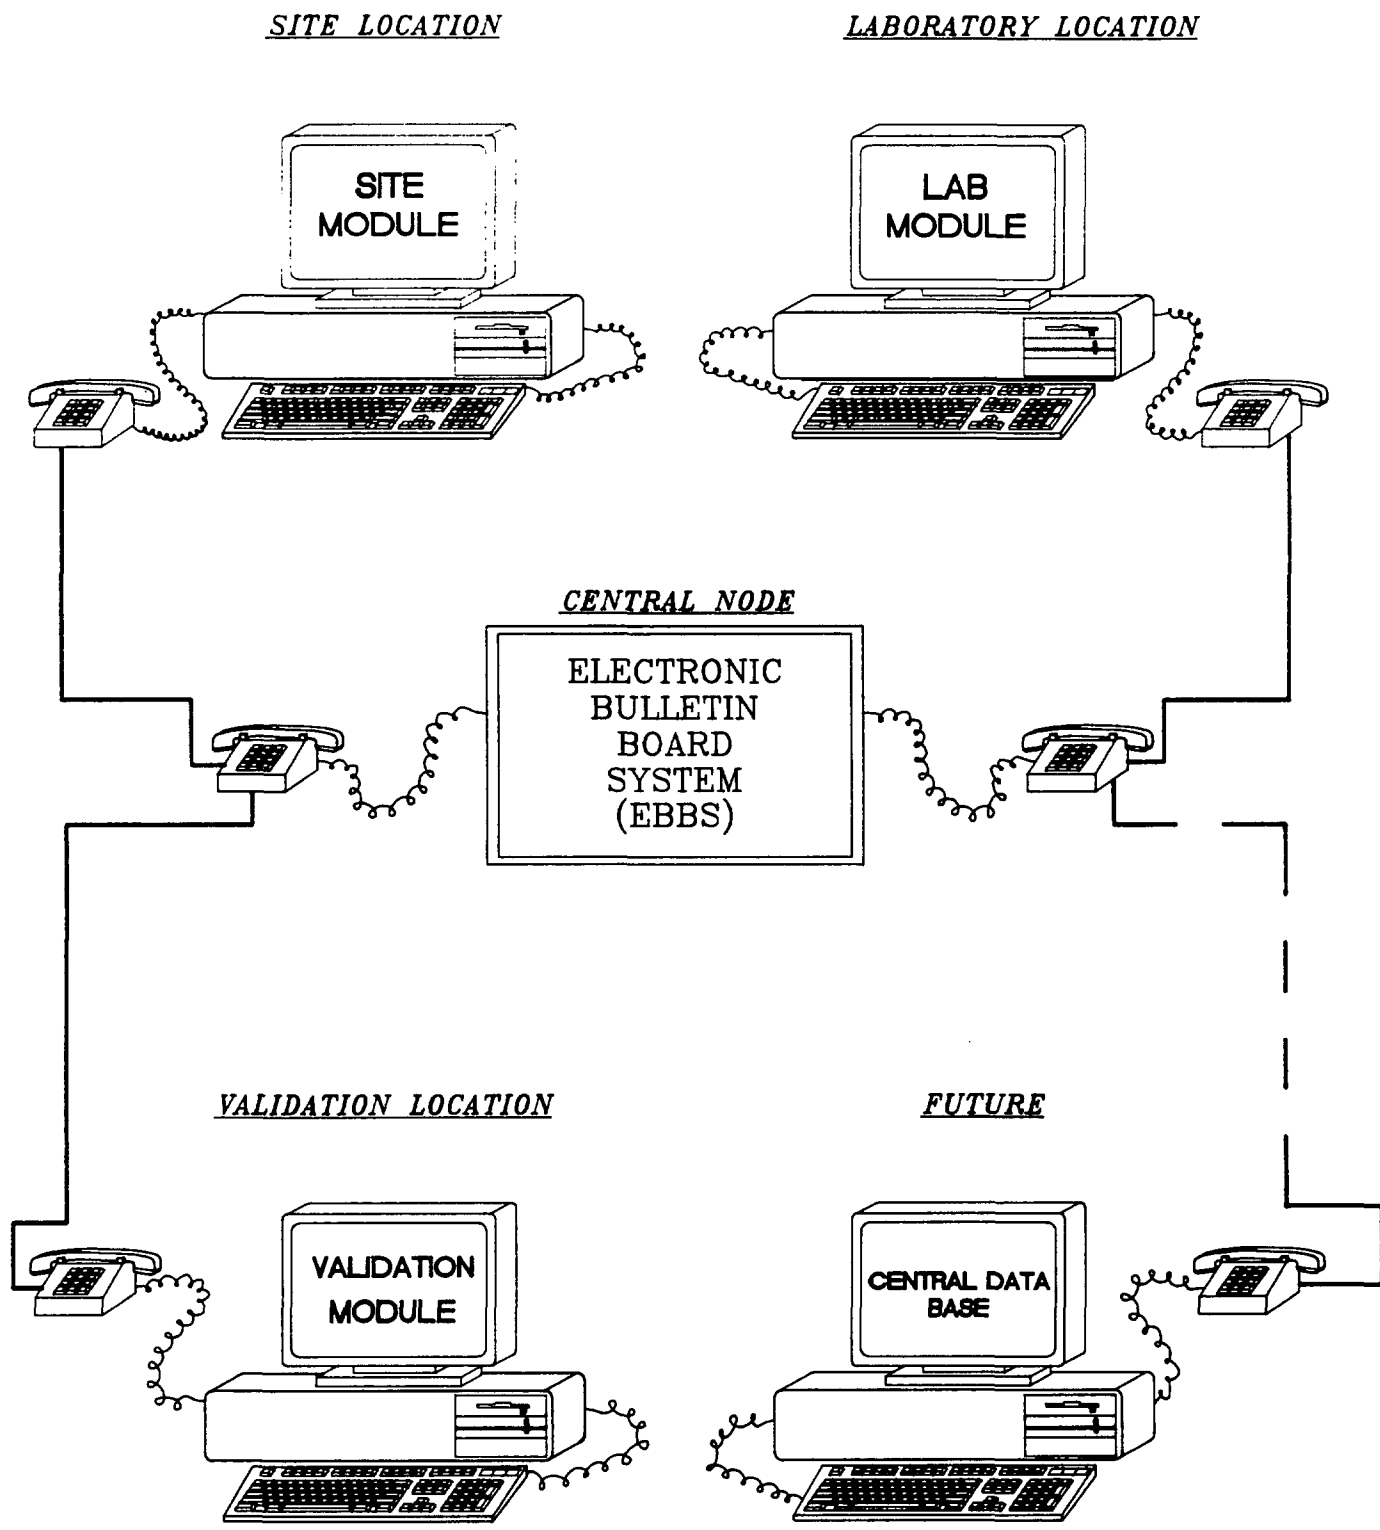 SITE LOCATION
LABORATORY LOCATION
SITE
MODULE
LAB
MODULE
CENTRAL NODE
ELECTRONIC
BULLETIN
BOARD
SYSTEM
(EBBS)
VALIDATION LOCATION
FUTURE
VALIDATION
MODULE
CENTRAL DATA
BASE